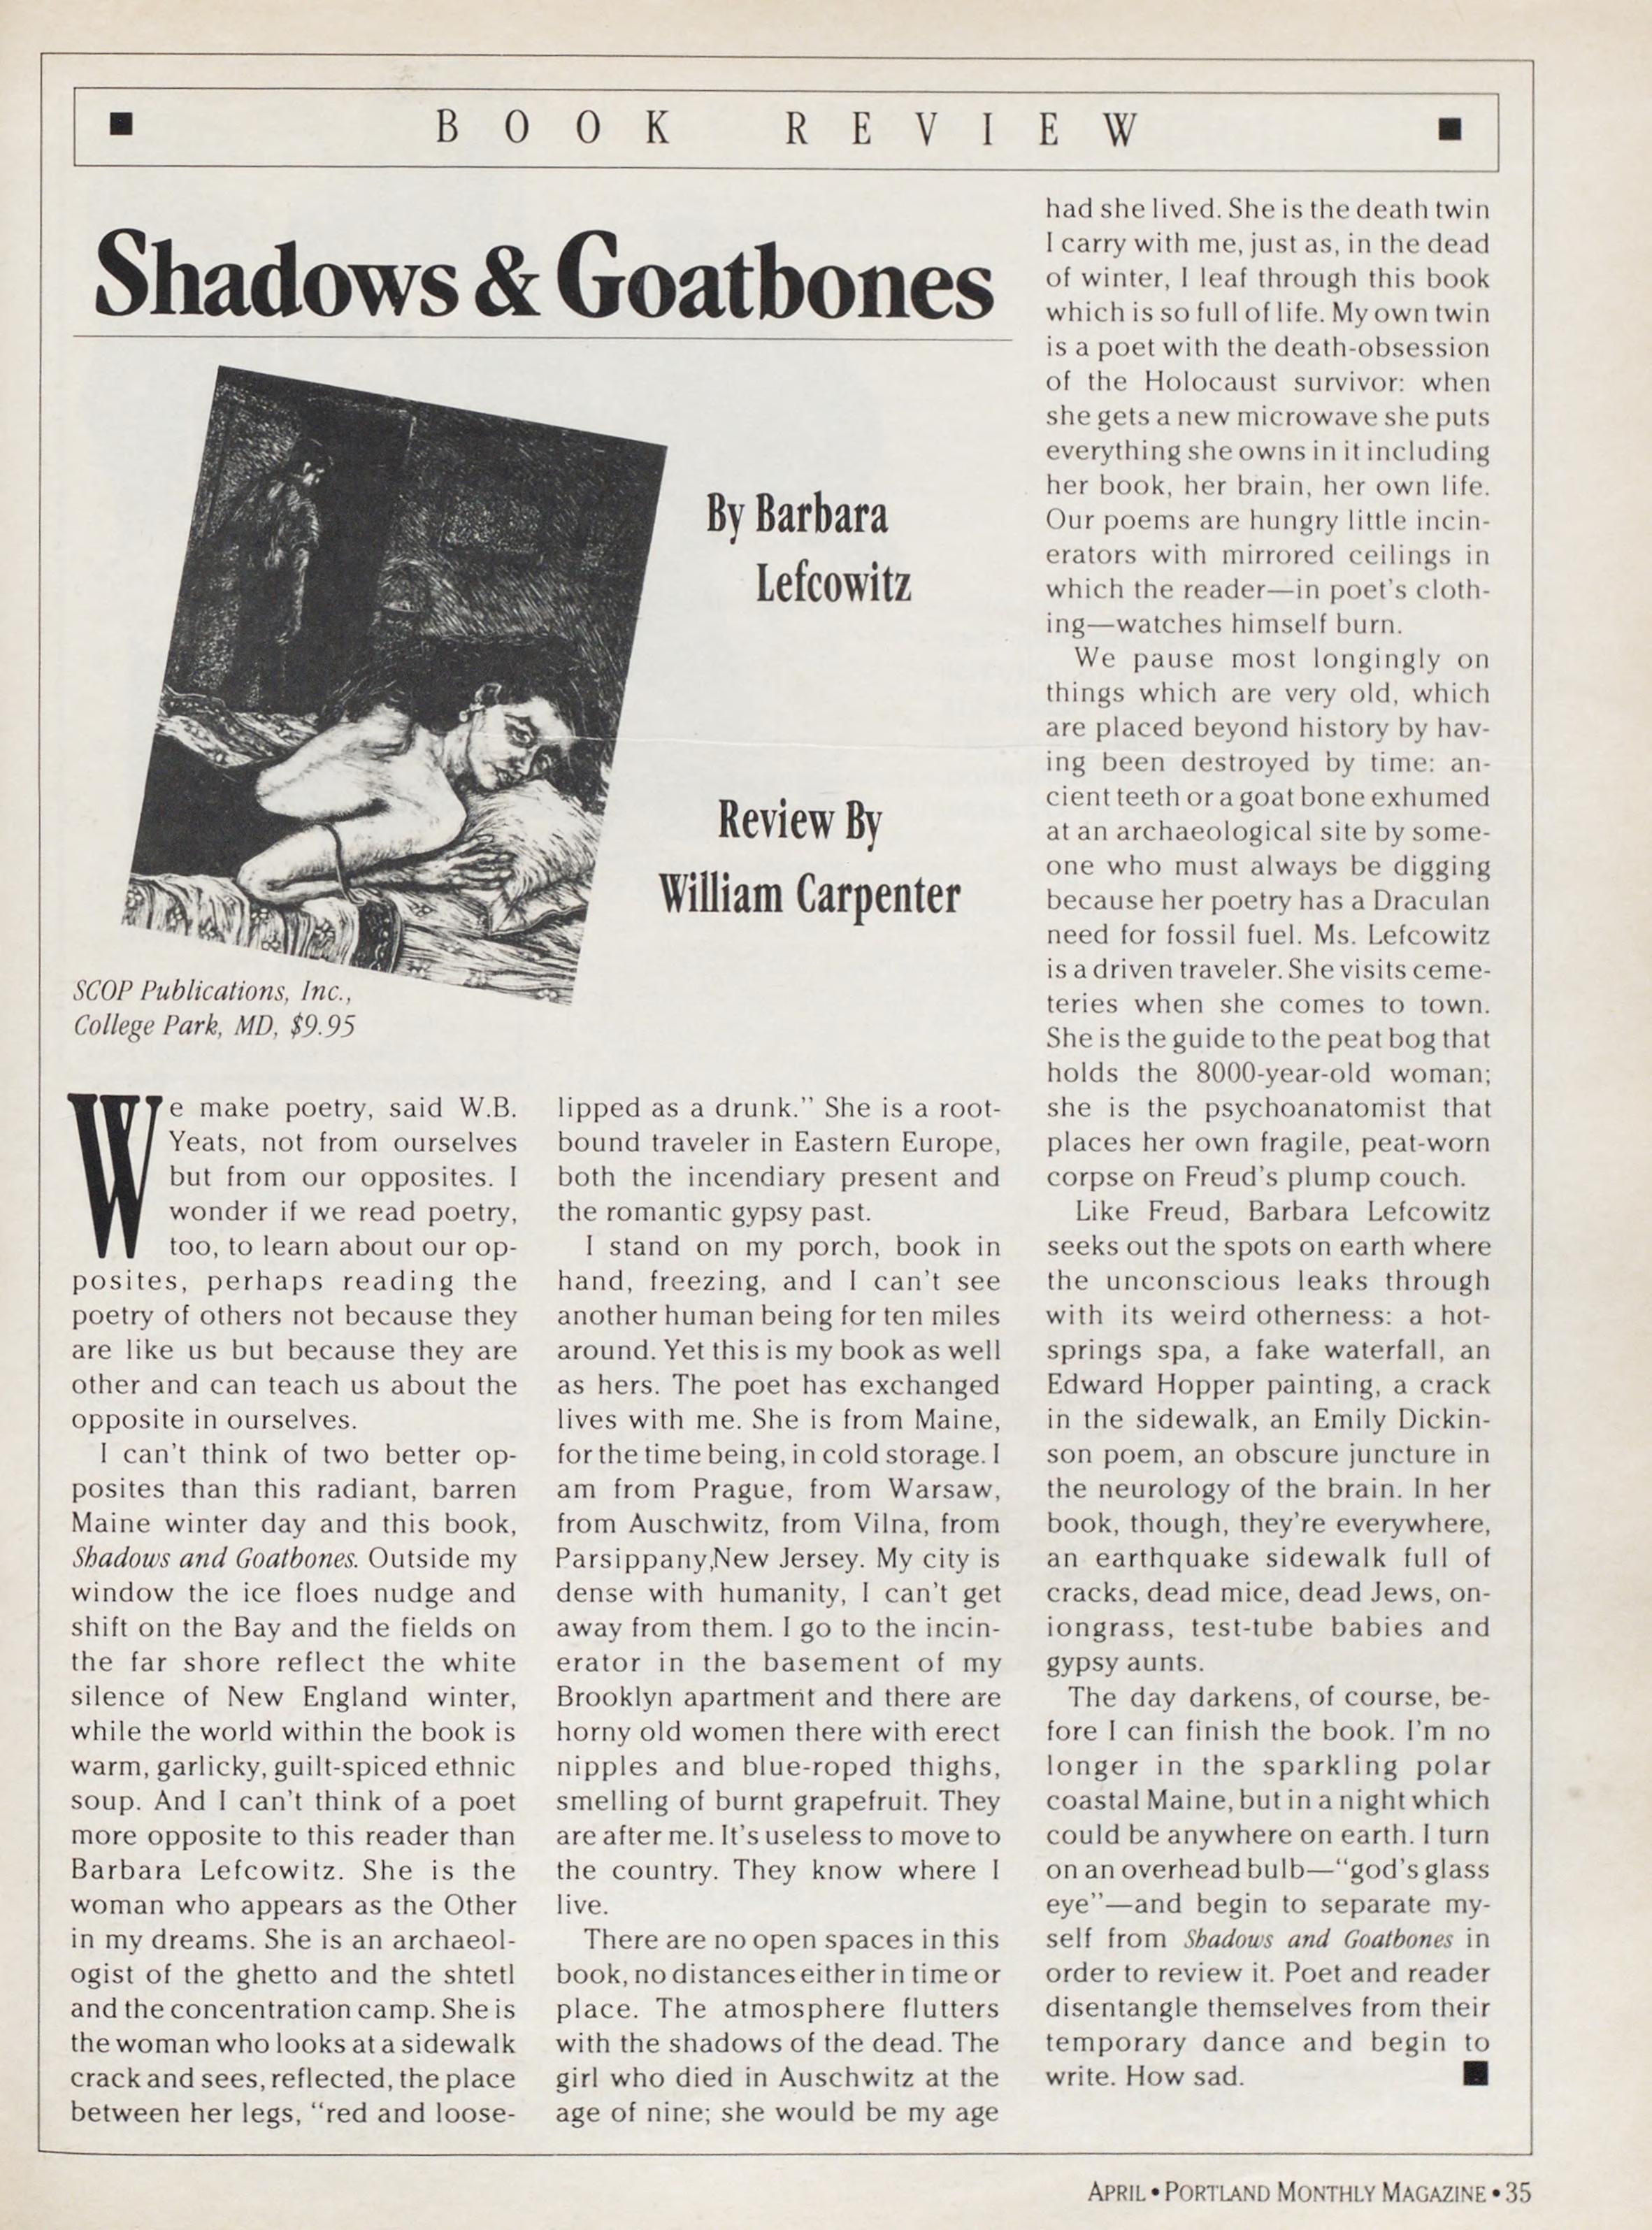 BOOK REVIEW
Shadows & Goatbones
By Barbara
Lefcowitz
Review By
William Carpenter
SCOP Publications, Inc.,
College Park, MD, $9.95
We make poetry, said W.B.
Yeats, not from ourselves
but from our opposites. I
wonder if we read poetry,
too, to learn about our op-
posites, perhaps reading the
poetry of others not because they
are like us but because they are
other and can teach us about the
opposite in ourselves.
I can't think of two better op-
posites than this radiant, barren
Maine winter day and this book,
Shadows and Goatbones. Outside my
window the ice floes nudge and
shift on the Bay and the fields on
the far shore reflect the white
silence of New England winter,
while the world within the book is
warm, garlicky, guilt-spiced ethnic
soup. And I can't think of a poet
more opposite to this reader than
Barbara Lefcowitz. She is the
woman who appears as the Other
in my dreams. She is an archaeol-
ogist of the ghetto and the shtetl
and the concentration camp. She is
the woman who looks at a sidewalk
crack and sees, reflected, the place
between her legs, "red and loose-
lipped as a drunk." She is a root-
bound traveler in Eastern Europe,
both the incendiary present and
the romantic gypsy past.
I stand on my porch, book in
hand, freezing, and I can't see
another human being for ten miles
around. Yet this is my book as well
as hers. The poet has exchanged
lives with me. She is from Maine,
for the time being, in cold storage. I
am from Prague, from Warsaw,
from Auschwitz, from Vilna, from
Parsippany,New Jersey. My city is
dense with humanity, I can't get
away from them. I go to the incin-
erator in the basement of my
Brooklyn apartment and there are
horny old women there with erect
nipples and blue-roped thighs,
smelling of burnt grapefruit. They
are after me. It's useless to move to
the country. They know where I
live.
There are no open spaces in this
book, no distances either in time or
place. The atmosphere flutters
with the shadows of the dead. The
girl who died in Auschwitz at the
age of nine; she would be my age
had she lived. She is the death twin
I carry with me, just as, in the dead
of winter, I leaf through this book
which is so full of life. My own twin
is a poet with the death-obsession
of the Holocaust survivor: when
she gets a new microwave she puts
everything she owns in it including
her book, her brain, her own life.
Our poems are hungry little incin-
erators with mirrored ceilings in
which the reader—in poet's cloth-
ing—watches himself burn.
We pause most longingly on
things which are very old, which
are placed beyond history by hav-
ing been destroyed by time: an-
cient teeth or a goat bone exhumed
at an archaeological site by some-
one who must always be digging
because her poetry has a Draculan
need for fossil fuel. Ms. Lefcowitz
is a driven traveler. She visits ceme-
teries when she comes to town.
She is the guide to the peat bog that
holds the 8000-year-old woman;
she is the psychoanatomist that
places her own fragile, peat-worn
corpse on Freud's plump couch.
Like Freud, Barbara Lefcowitz
seeks out the spots on earth where
the unconscious leaks through
with its weird otherness: a hot-
springs spa, a fake waterfall, an
Edward Hopper painting, a crack
in the sidewalk, an Emily Dickin-
son poem, an obscure juncture in
the neurology of the brain. In her
book, though, they're everywhere,
an earthquake sidewalk full of
cracks, dead mice, dead Jews, on-
iongrass, test-tube babies and
gypsy aunts.
The day darkens, of course, be-
fore I can finish the book. I'm no
longer in the sparkling polar
coastal Maine, but in a night which
could be anywhere on earth. I turn
on an overhead bulb—"god's glass
eye"—and begin to separate my-
self from Shadows and Goatbones in
order to review it. Poet and reader
disentangle themselves from their
temporary dance and begin to
write. How sad.
APRIL • PORTLAND MONTHLY MAGAZINE • 35